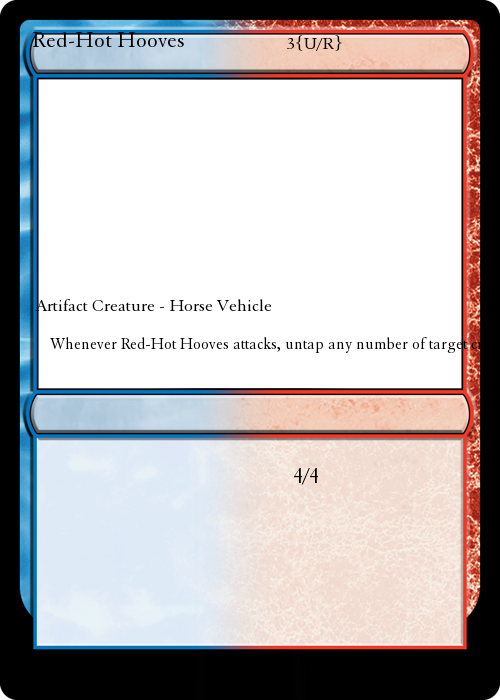 Red-Hot Hooves 3{U/R}
Artifact Creature - Horse Vehicle
Whenever Red-Hot Hooves attacks, untap any number of target
4/4